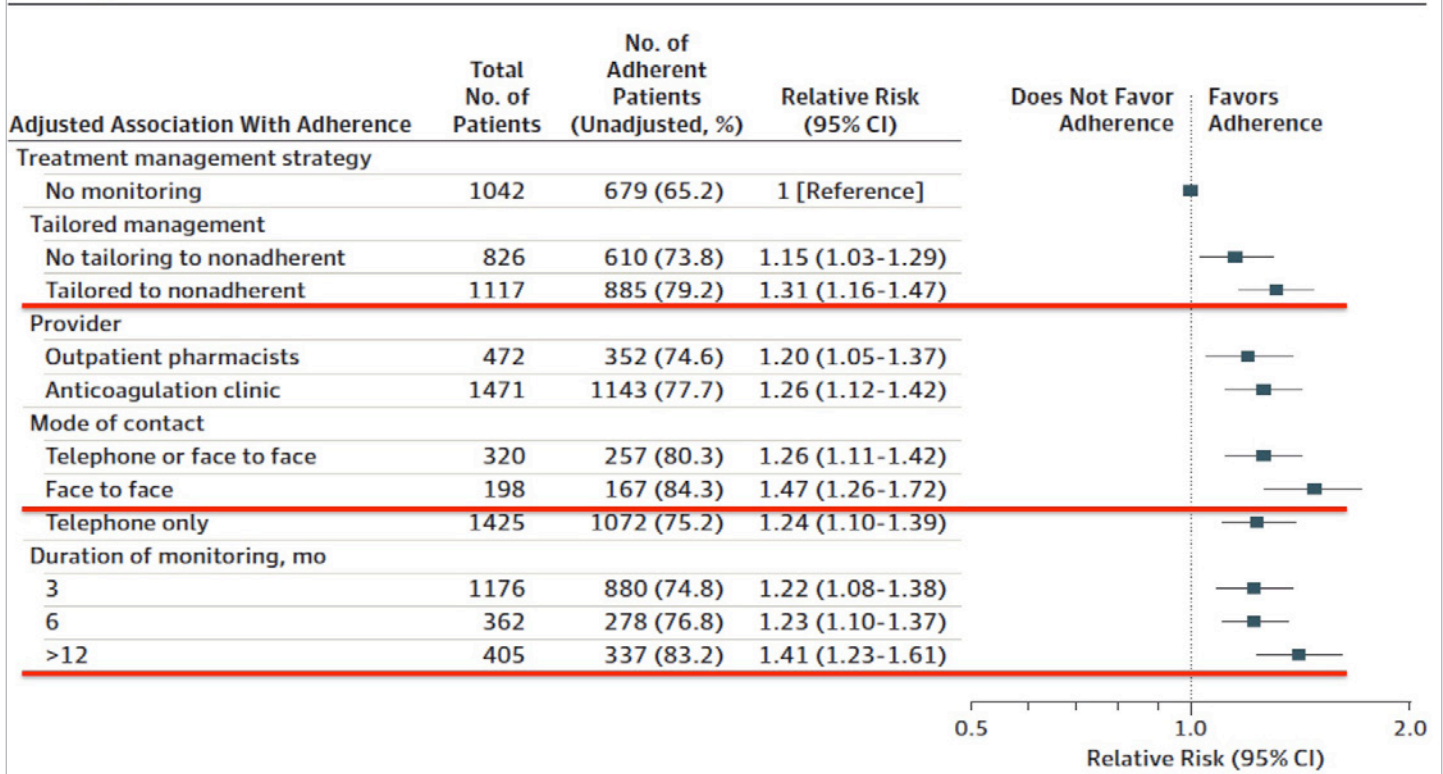 Adjusted Association With Adherence Total No. of Patients No. of Adherent Patients (Unadjusted, %) Relative Risk (95% CI) Does Not Favor Adherence Favors Adherence
Treatment management strategy
No monitoring 1042 679 (65.2) 1 [Reference]
Tailored management
No tailoring to nonadherent 826 610 (73.8) 1.15 (1.03-1.29)
Tailored to nonadherent 1117 885 (79.2) 1.31 (1.16-1.47)
Provider
Outpatient pharmacists 472 352 (74.6) 1.20 (1.05-1.37)
Anticoagulation clinic 1471 1143 (77.7) 1.26 (1.12-1.42)
Mode of contact
Telephone or face to face 320 257 (80.3) 1.26 (1.11-1.42)
Face to face 198 167 (84.3) 1.47 (1.26-1.72)
Telephone only 1425 1072 (75.2) 1.24 (1.10-1.39)
Duration of monitoring, mo
3 1176 880 (74.8) 1.22 (1.08-1.38)
6 362 278 (76.8) 1.23 (1.10-1.37)
>12 405 337 (83.2) 1.41 (1.23-1.61)
0.5 1.0 2.0
Relative Risk (95% CI)